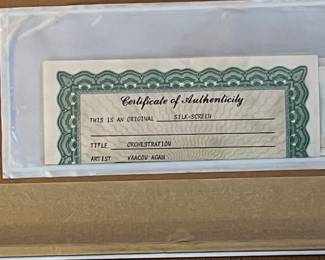 Certificate of Authenticity
THIS IS AN ORIGINAL SILK-SCREEN
TITLE ORCHESTRATION
ARTIST YAACOV AGAM